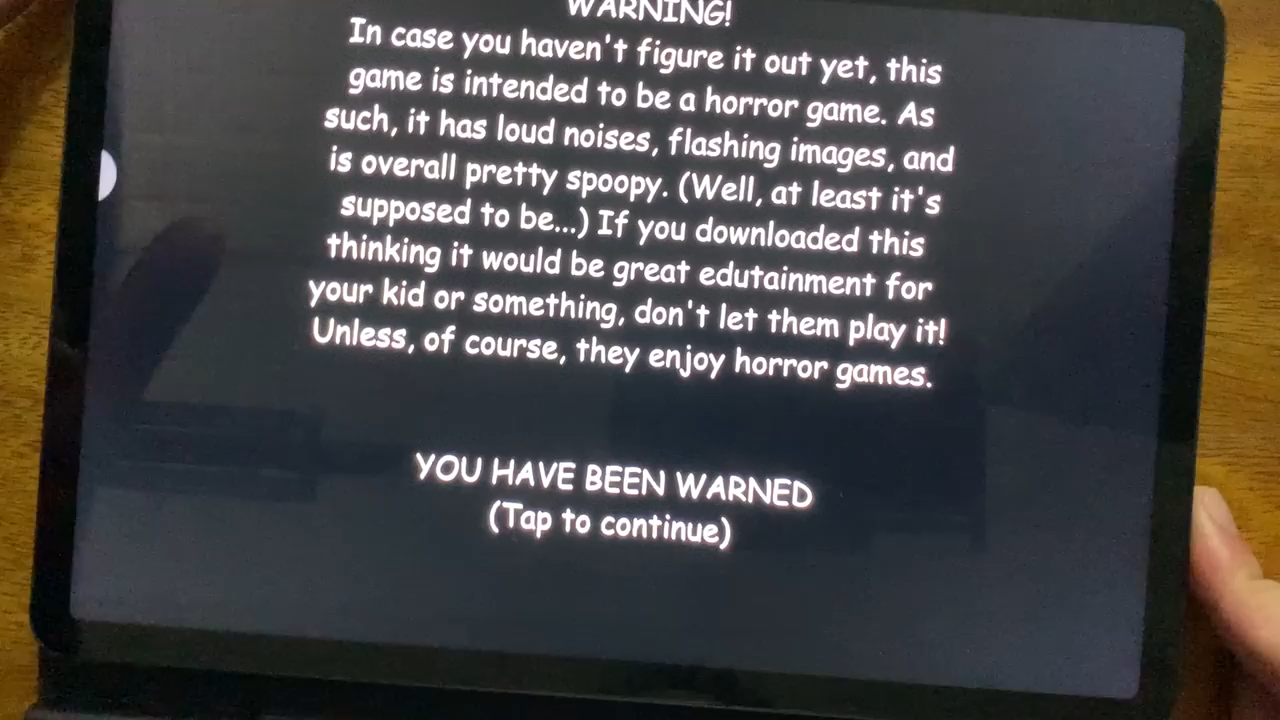 WARNING!
In case you haven't figure it out yet, this
game is intended to be a horror game. As
such, it has loud noises, flashing images, and
is overall pretty spoopy. (Well, at least it's
supposed to be...) If you downloaded this
thinking it would be great edutainment for
your kid or something, don't let them play it!
Unless, of course, they enjoy horror games.
YOU HAVE BEEN WARNED
(Tap to continue)